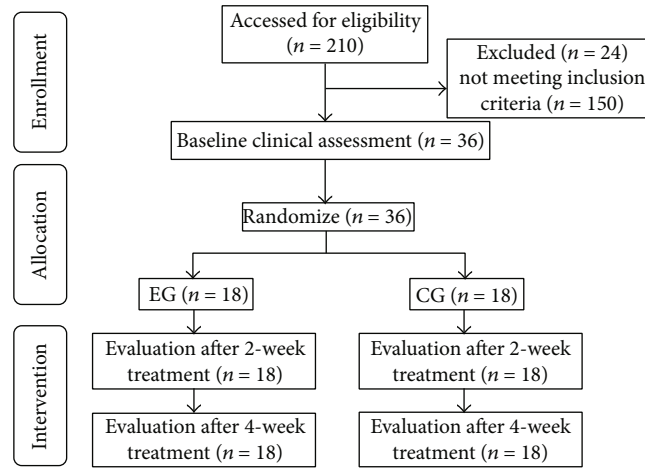 Enrollment
Accessed for eligibility
(n = 210)
Excluded (n = 24)
not meeting inclusion
criteria (n = 150)
Baseline clinical assessment (n = 36)
Allocation
Randomize (n = 36)
EG (n = 18)
CG (n = 18)
Intervention
Evaluation after 2-week
treatment (n = 18)
Evaluation after 2-week
treatment (n = 18)
Evaluation after 4-week
treatment (n = 18)
Evaluation after 4-week
treatment (n = 18)